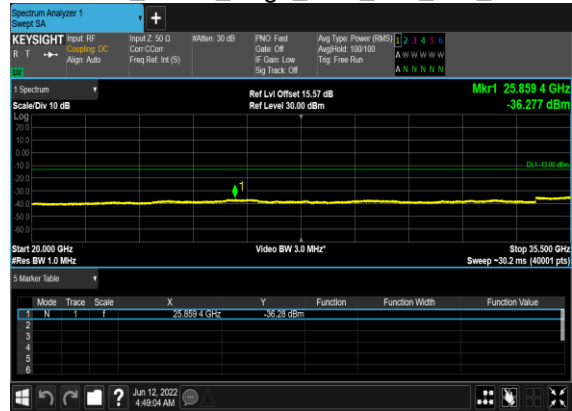 Spectrum Analyzer 1
Swept SA
+
KEYSIGHT Input: RF Input Z: 50 Ω #Atten: 30 dB PNO: Fast Avg Type: Power (RMS) 1 2 3 4 5 6
R T Coupling: DC Corr CCorr Gate: Off Avg|Hold: 100/100 A W W W W W
Align: Auto Freq Ref: Int (S) IF Gain: Low Trig: Free Run
Sig Track: Off A N N N N N
1 Spectrum Ref Lvl Offset 15.57 dB Mkr1 25.859 4 GHz
Scale/Div 10 dB Ref Level 30.00 dBm -36.277 dBm
Log
20.0
10.0
0.00
-10.0
DL1 -13.00 dBm
-20.0
-30.0
1
-40.0
-50.0
-60.0
Start 20.000 GHz Video BW 3.0 MHz* Stop 35.500 GHz
#Res BW 1.0 MHz Sweep ~30.2 ms (40001 pts)
5 Marker Table
Mode Trace Scale X Y Function Function Width Function Value
1 N 1 f 25.859 4 GHz -36.28 dBm
2
3
4
5
6
? Jun 12, 2022
4:49:04 AM